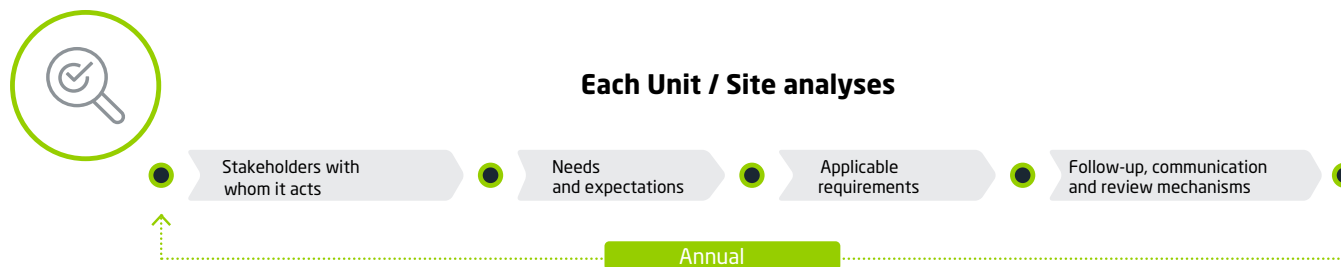 Each Unit / Site analyses
Stakeholders with
whom it acts
Needs
and expectations
Applicable
requirements
Follow-up, communication
and review mechanisms
Annual